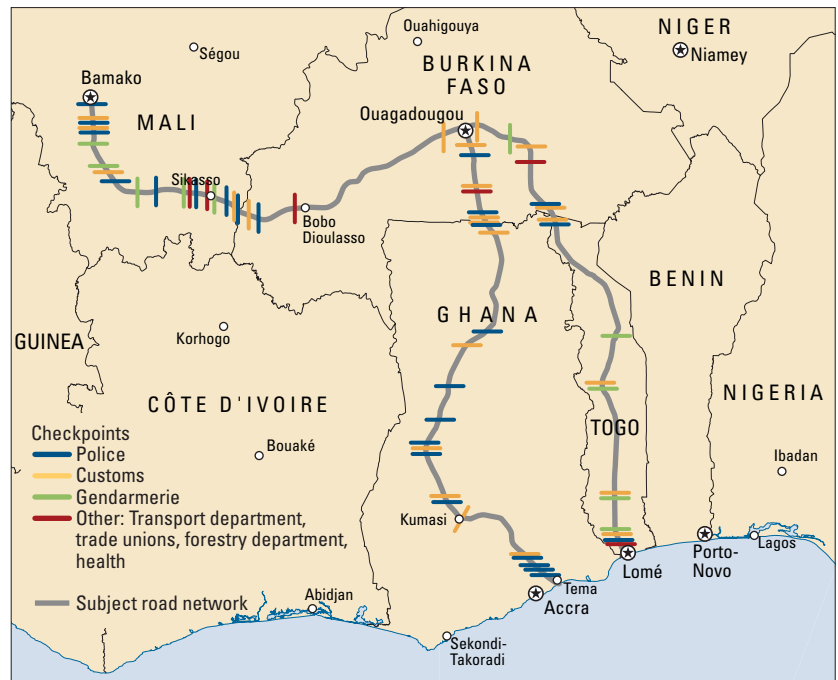 NIGER
Ouahigouya
Ségou
Niamey
BURKINA
FASO
Bamako
MALI
Ouagadougou
Sikasso
Bobo
Dioulasso
BENIN
GHANA
GUINEA
Korhogo
NIGERIA
CÔTE D'IVOIRE
TOGO
Checkpoints
Police
Bouaké
Ibadan
Customs
Gendarmerie
Other: Transport department,
trade unions, forestry department,
health
Kumasi
Lagos
Porto-
Novo
Lomé
Tema
Accra
Subject road network
Abidjan
Sekondi-
Takoradi